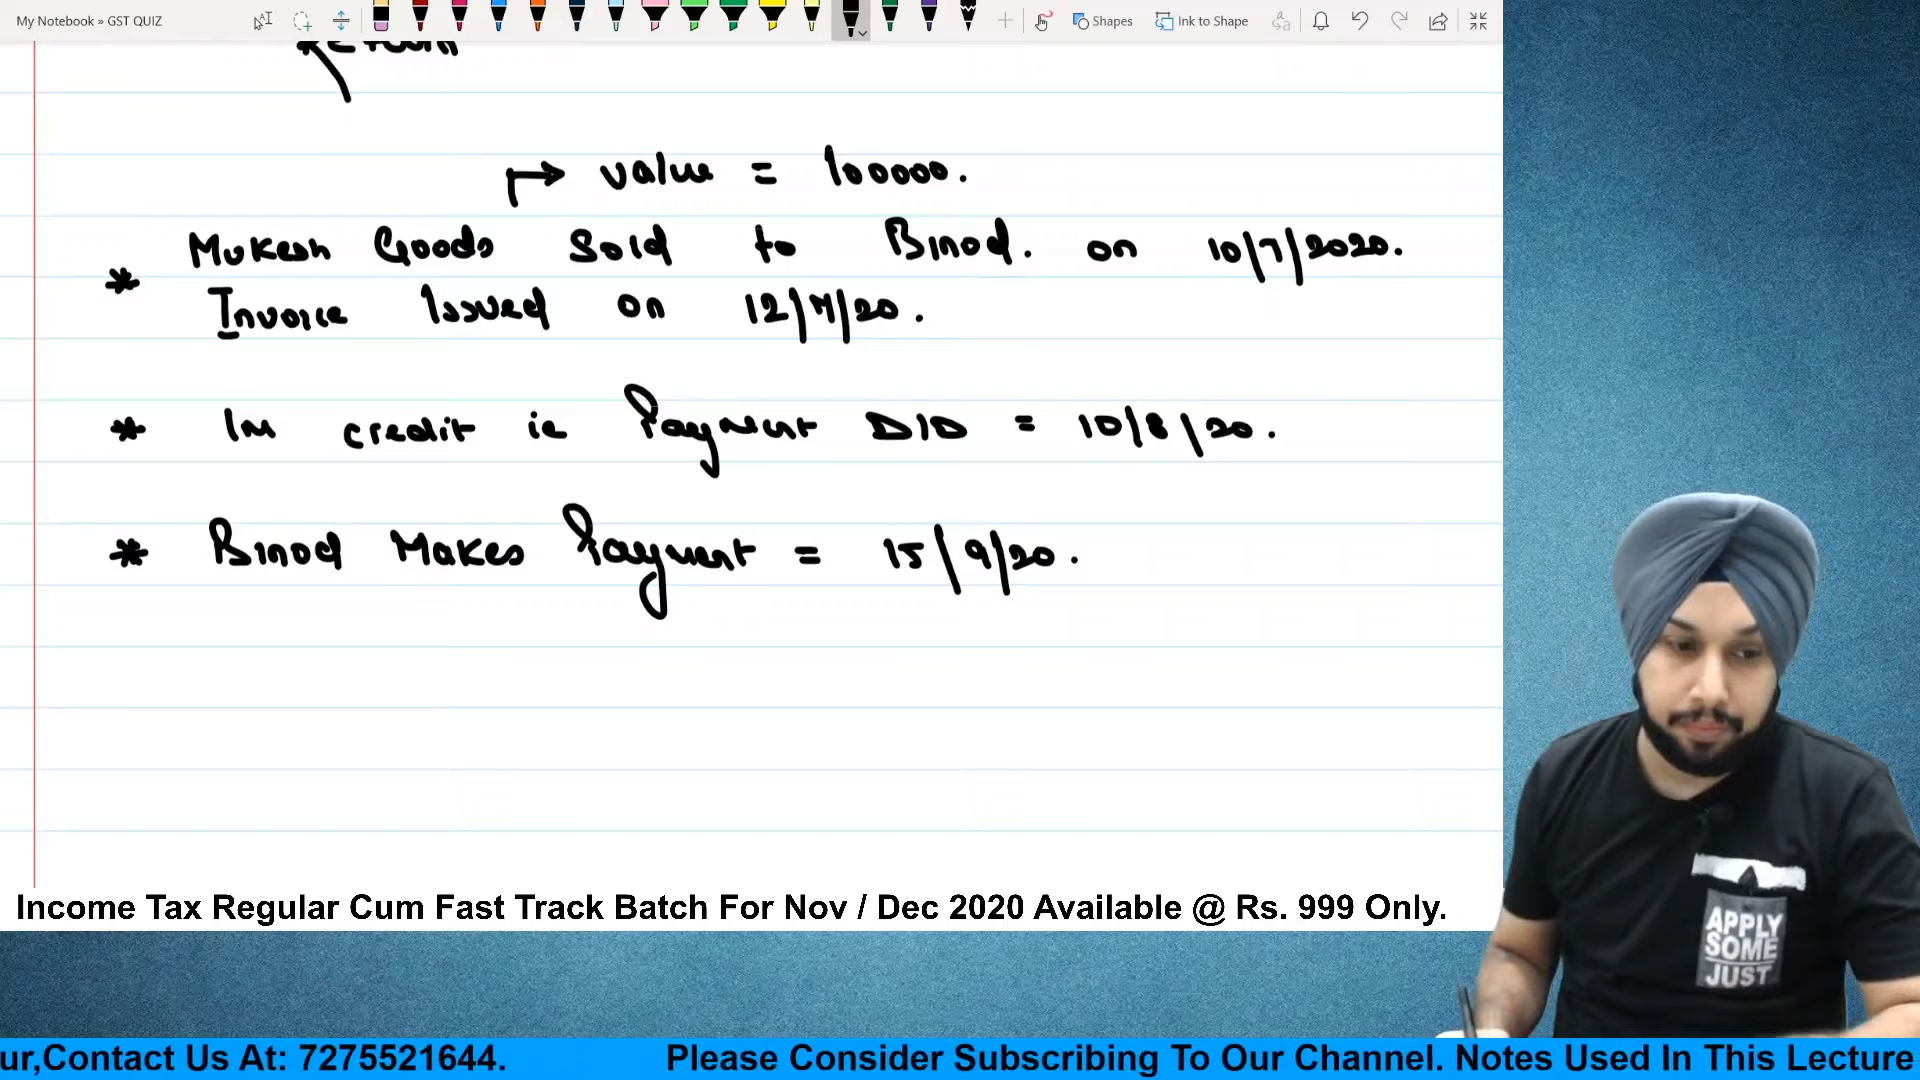 My Notebook » GST QUIZ
Shapes
Ink to Shape
return
↦ value = 100000.
* Mukesh Goods Sold to Binod. on 10/7/2020.
Invoice Issued on 12/7/20.
* 1m credit ie Payment D/D = 10/8/20.
* Binod Makes Payment = 15/9/20.
APPLY
SOME
JUST
Income Tax Regular Cum Fast Track Batch For Nov / Dec 2020 Available @ Rs. 999 Only.
ur,Contact Us At: 7275521644. Please Consider Subscribing To Our Channel. Notes Used In This Lecture